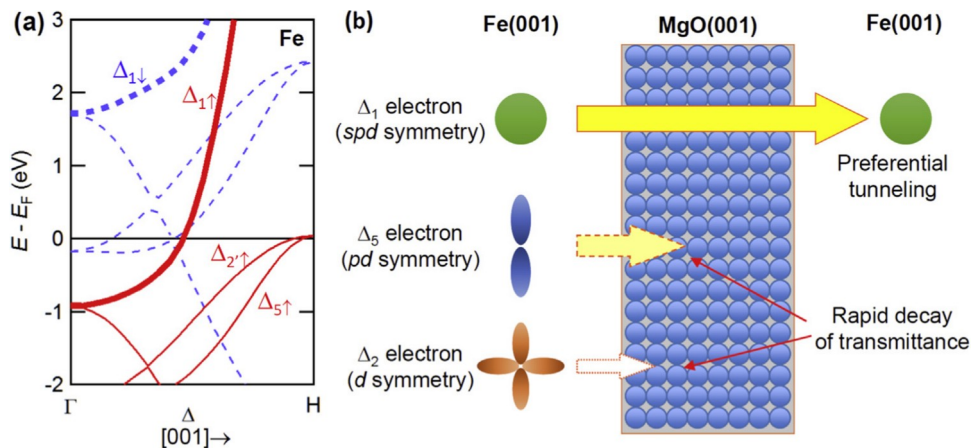 (a)
3
2
1
0
-1
-2
E - E_F (eV)
Fe
Δ₁↓
Δ₁↑
Δ₂'↑
Δ₅↑
Γ
Δ
H
[001]→
(b)
Fe(001)
MgO(001)
Fe(001)
Δ₁ electron
(spd symmetry)
Preferential
tunneling
Δ₅ electron
(pd symmetry)
Rapid decay
of transmittance
Δ₂ electron
(d symmetry)